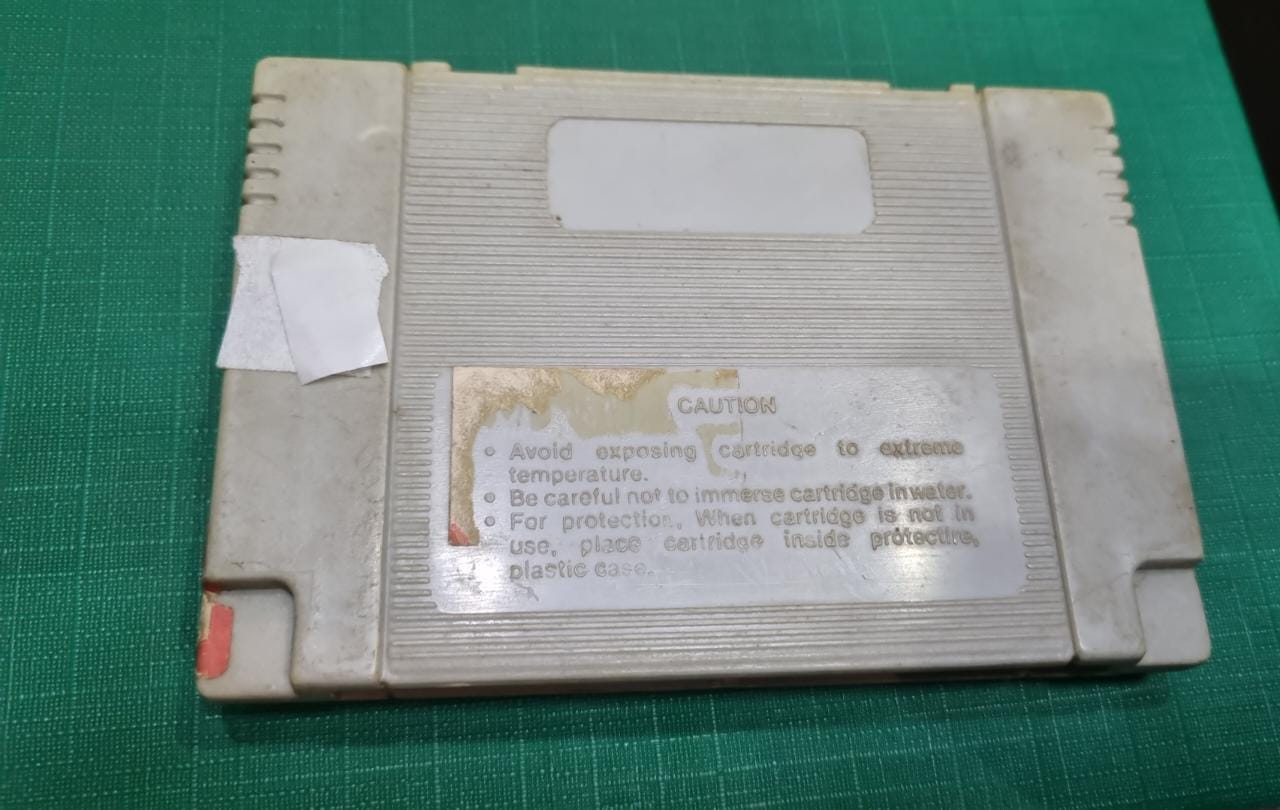 CAUTION
• Avoid exposing cartridge to extreme
temperature.
• Be careful not to immerse cartridge in water.
• For protection, When cartridge is not in
use, place cartridge inside protective,
plastic case.